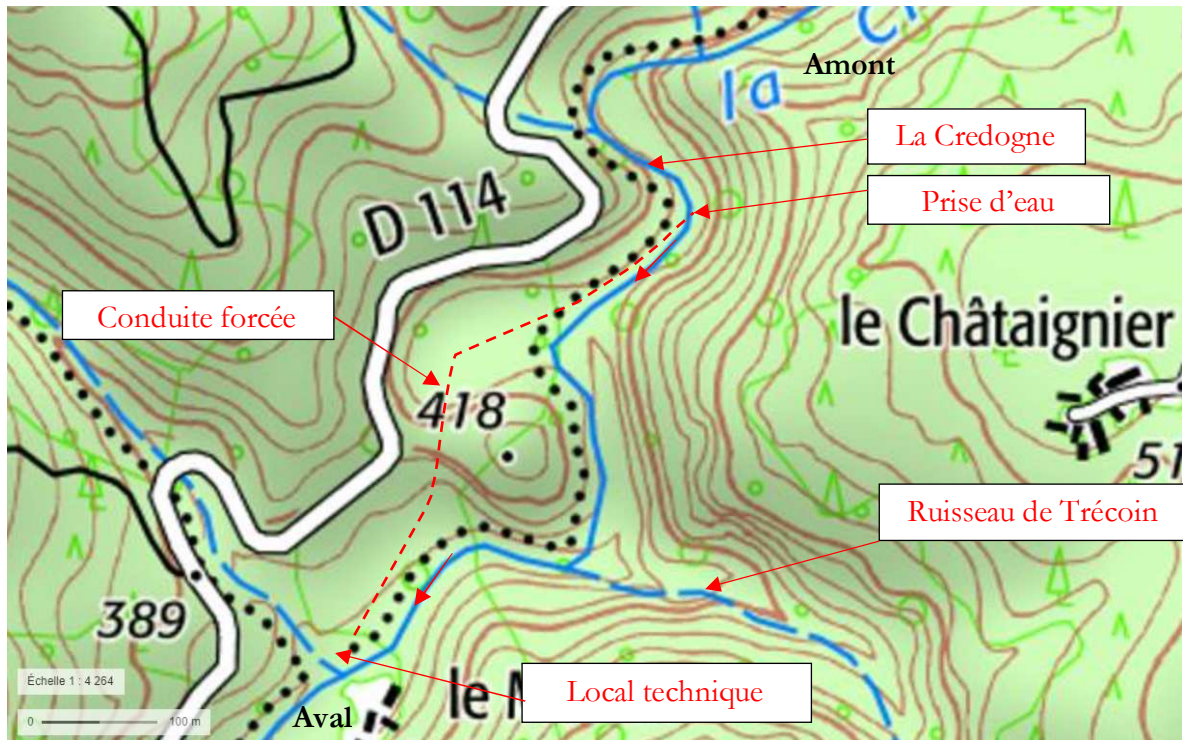 la
Amont
La Credogne
Prise d'eau
D 114
Conduite forcée
le Châtaignier
418
51
Ruisseau de Trécoin
389
Échelle 1 : 4 264
Local technique
le
0 100 m
Aval